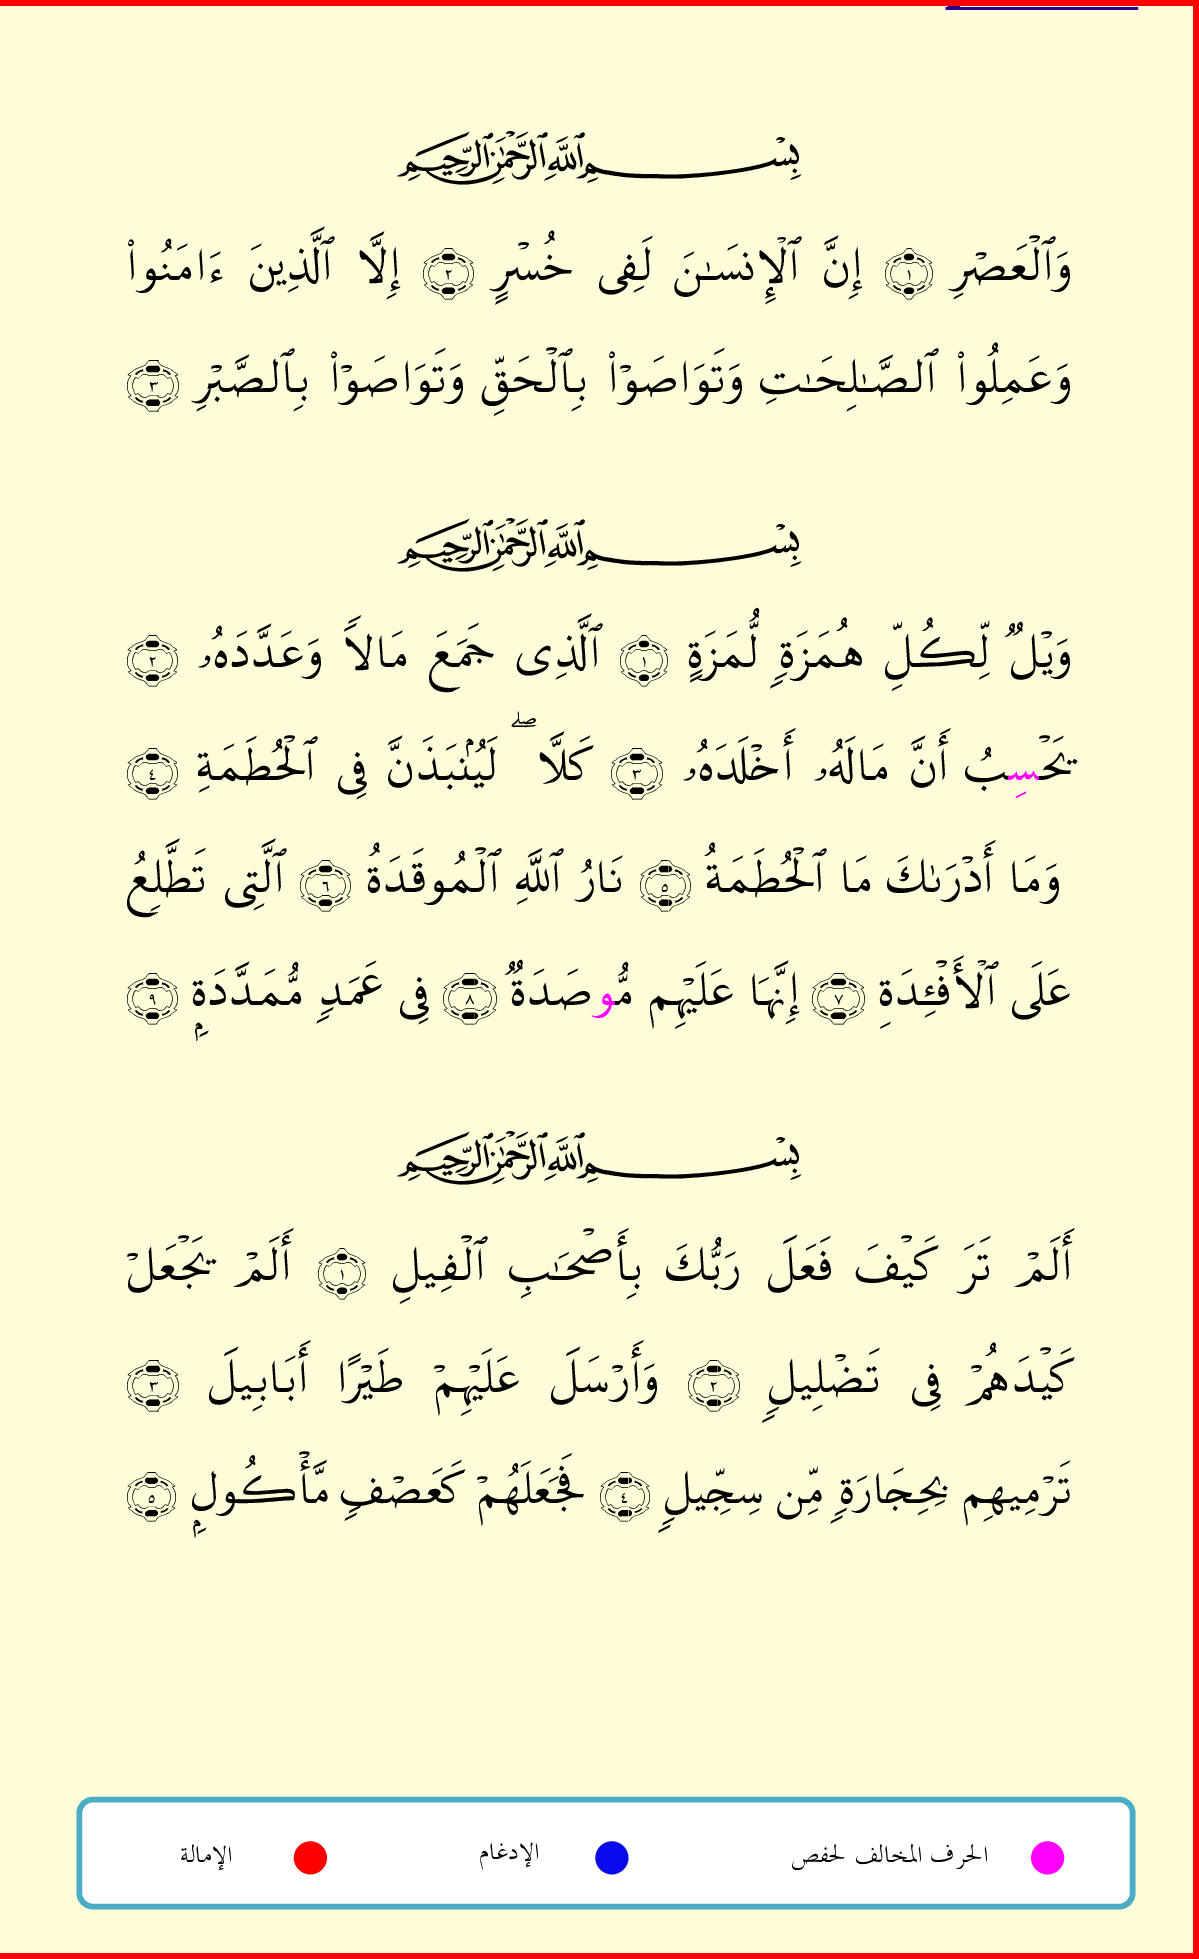 بِسْمِ ٱللَّهِ ٱلرَّحْمَٰنِ ٱلرَّحِيمِ
وَٱلْعَصْرِ ١ إِنَّ ٱلْإِنسَـٰنَ لَفِى خُسْرٍ ٢ إِلَّا ٱلَّذِينَ ءَامَنُوا۟
وَعَمِلُوا۟ ٱلصَّـٰلِحَـٰتِ وَتَوَاصَوْا۟ بِٱلْحَقِّ وَتَوَاصَوْا۟ بِٱلصَّبْرِ ٣
بِسْمِ ٱللَّهِ ٱلرَّحْمَٰنِ ٱلرَّحِيمِ
وَيْلٌ لِّكُلِّ هُمَزَةٍ لُّمَزَةٍ ١ ٱلَّذِى جَمَعَ مَالاً وَعَدَّدَهُۥ ٢
يَحْسِبُ أَنَّ مَالَهُۥ أَخْلَدَهُۥ ٣ كَلَّا ۖ لَيُنۢبَذَنَّ فِى ٱلْحُطَمَةِ ٤
وَمَا أَدْرَىٰكَ مَا ٱلْحُطَمَةُ ٥ نَارُ ٱللَّهِ ٱلْمُوقَدَةُ ٦ ٱلَّتِى تَطَّلِعُ
عَلَى ٱلْأَفْـِٔدَةِ ٧ إِنَّهَا عَلَيْهِم مُّوصَدَةٌ ٨ فِى عَمَدٍ مُّمَدَّدَةٍۭ ٩
بِسْمِ ٱللَّهِ ٱلرَّحْمَٰنِ ٱلرَّحِيمِ
أَلَمْ تَرَ كَيْفَ فَعَلَ رَبُّكَ بِأَصْحَـٰبِ ٱلْفِيلِ ١ أَلَمْ يَجْعَلْ
كَيْدَهُمْ فِى تَضْلِيلٍ ٢ وَأَرْسَلَ عَلَيْهِمْ طَيْرًا أَبَابِيلَ ٣
تَرْمِيهِم بِحِجَارَةٍ مِّن سِجِّيلٍ ٤ فَجَعَلَهُمْ كَعَصْفٍ مَّأْكُولٍۭ ٥
الحرف المخالف لحفص الإدغام الإمالة